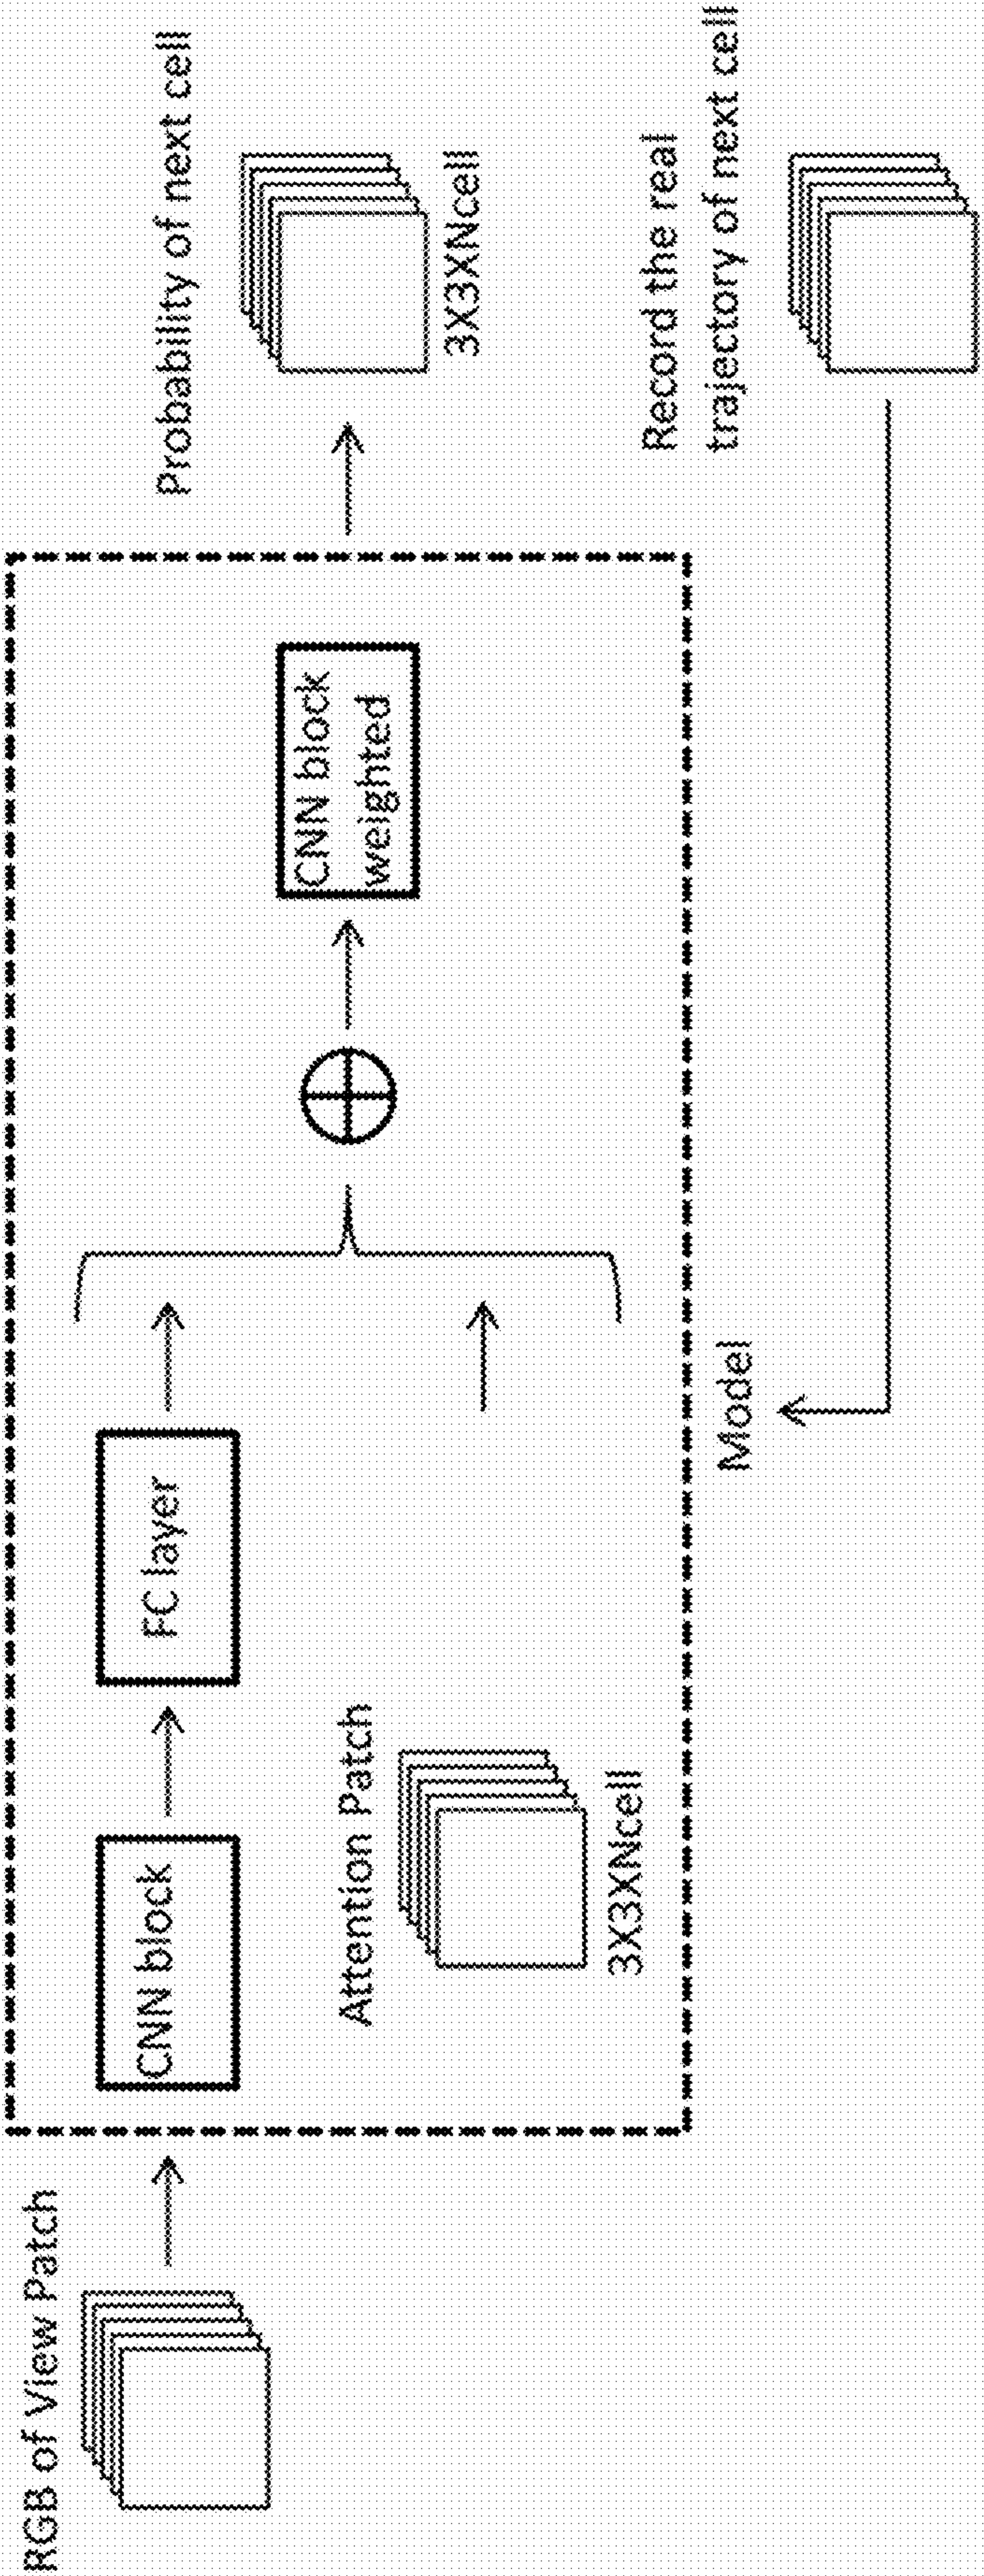 RGB of View Patch
CNN block
FC layer
Attention Patch
3X3XNcell
CNN block
weighted
Model
Probability of next cell
3X3XNcell
Record the real
trajectory of next cell